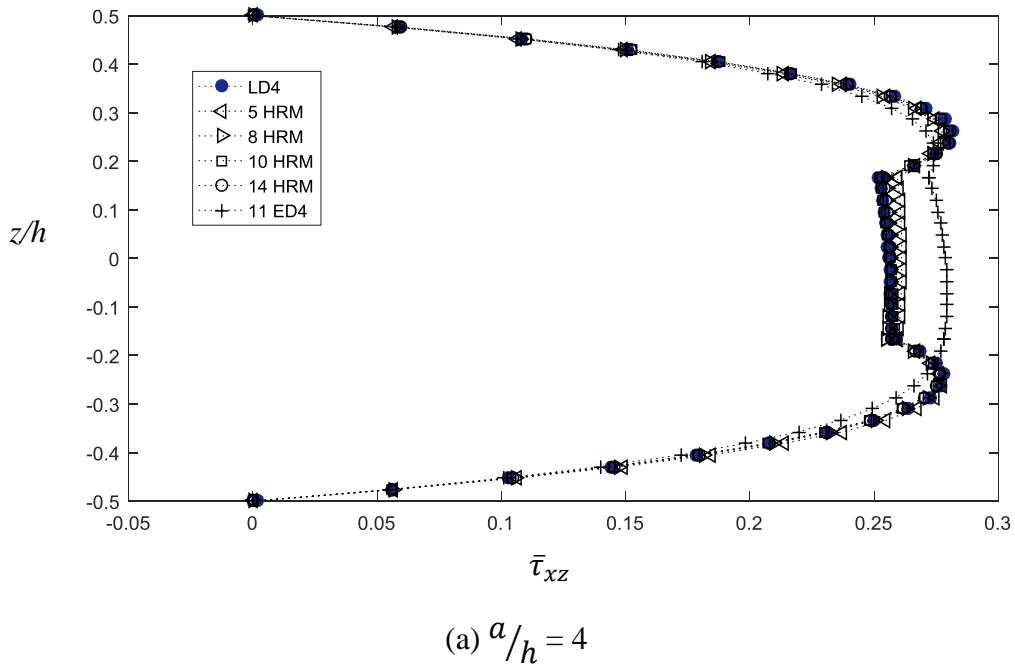 0.5
0.4
0.3
0.2
0.1
0
-0.1
-0.2
-0.3
-0.4
-0.5
z/h
LD4
5 HRM
8 HRM
10 HRM
14 HRM
11 ED4
-0.05 0 0.05 0.1 0.15 0.2 0.25 0.3
τ̄xz
(a) a/h = 4